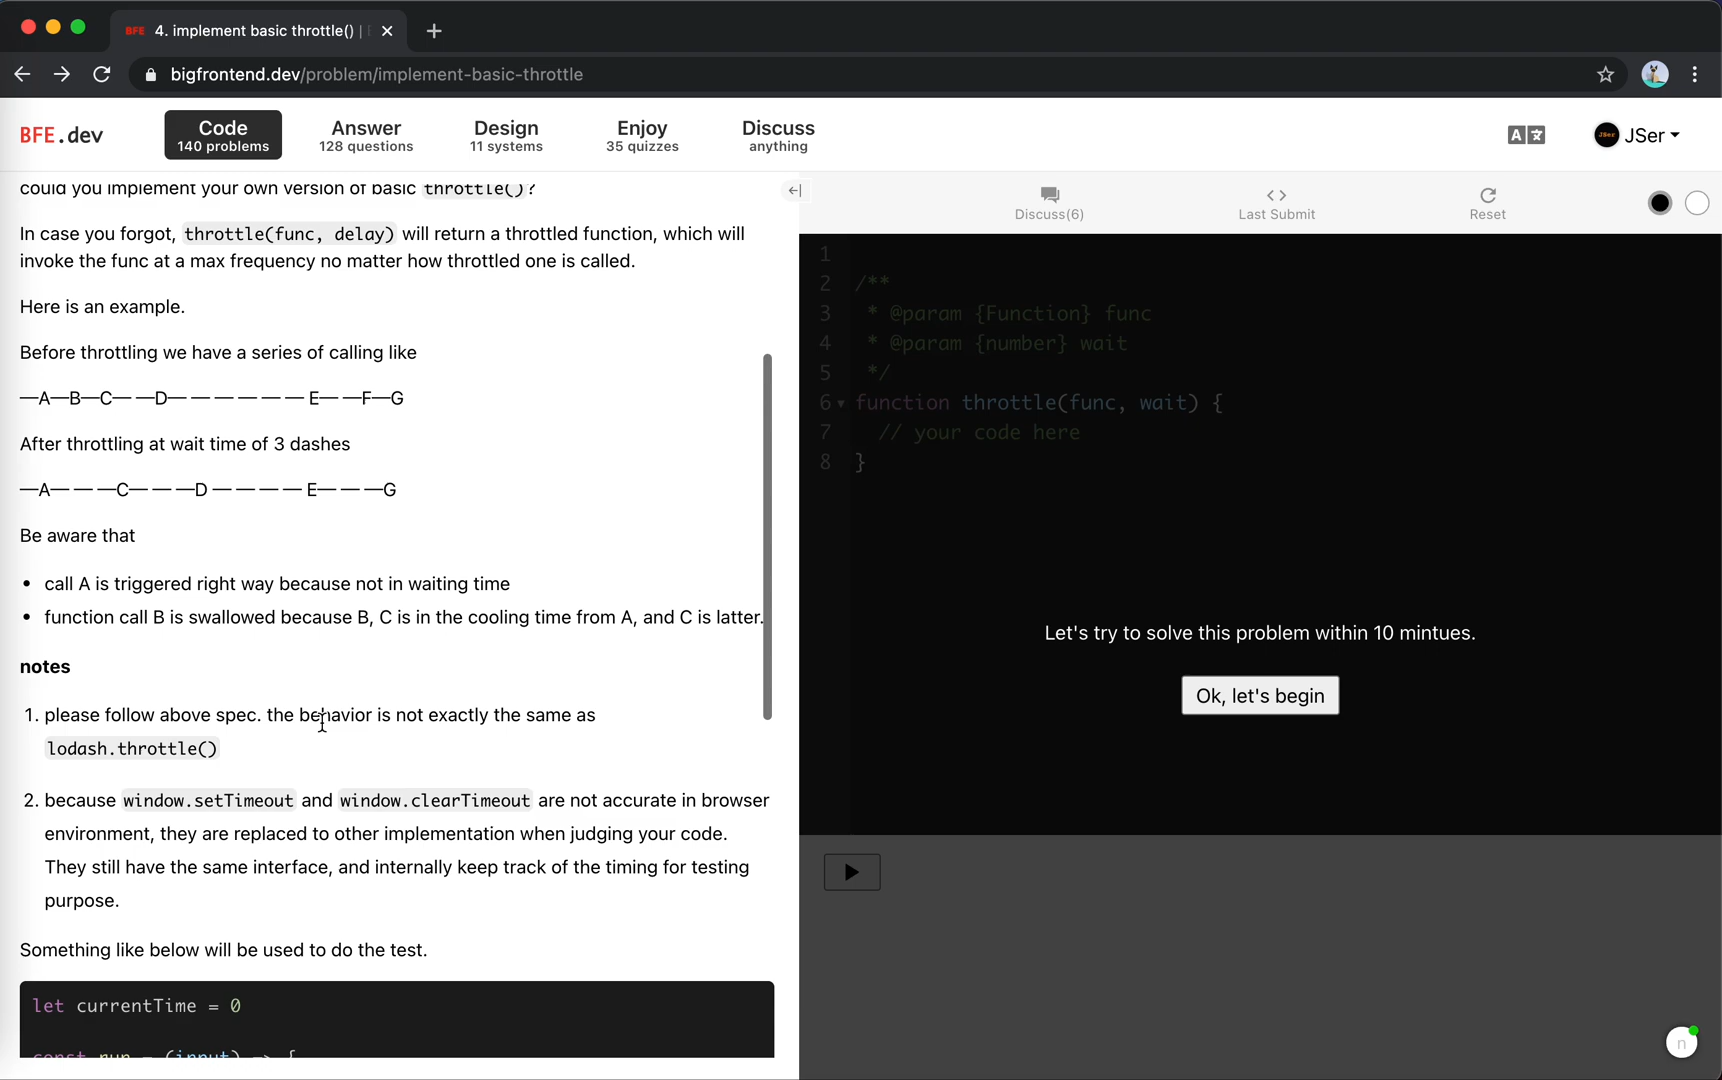 BFE 4. implement basic throttle() |
bigfrontend.dev/problem/implement-basic-throttle
BFE.dev
Code
140 problems
Answer
128 questions
Design
11 systems
Enjoy
35 quizzes
Discuss
anything
A
JSer
JSer
could you implement your own version of basic throttle()?
In case you forgot, throttle(func, delay) will return a throttled function, which will
invoke the func at a max frequency no matter how throttled one is called.
Here is an example.
Before throttling we have a series of calling like
—A—B—C— —D— — — — — — E— —F—G
After throttling at wait time of 3 dashes
—A— — —C— — —D — — — — E— — —G
Be aware that
• call A is triggered right way because not in waiting time
• function call B is swallowed because B, C is in the cooling time from A, and C is latter.
notes
1. please follow above spec. the behavior is not exactly the same as
lodash.throttle()
2. because window.setTimeout and window.clearTimeout are not accurate in browser
environment, they are replaced to other implementation when judging your code.
They still have the same interface, and internally keep track of the timing for testing
purpose.
Something like below will be used to do the test.
let currentTime = 0
const run = (input) => {
Discuss(6)
Last Submit
Reset
1
2 /**
3 * @param {Function} func
4 * @param {number} wait
5 */
6 function throttle(func, wait) {
7 // your code here
8 }
Let's try to solve this problem within 10 mintues.
Ok, let's begin
n